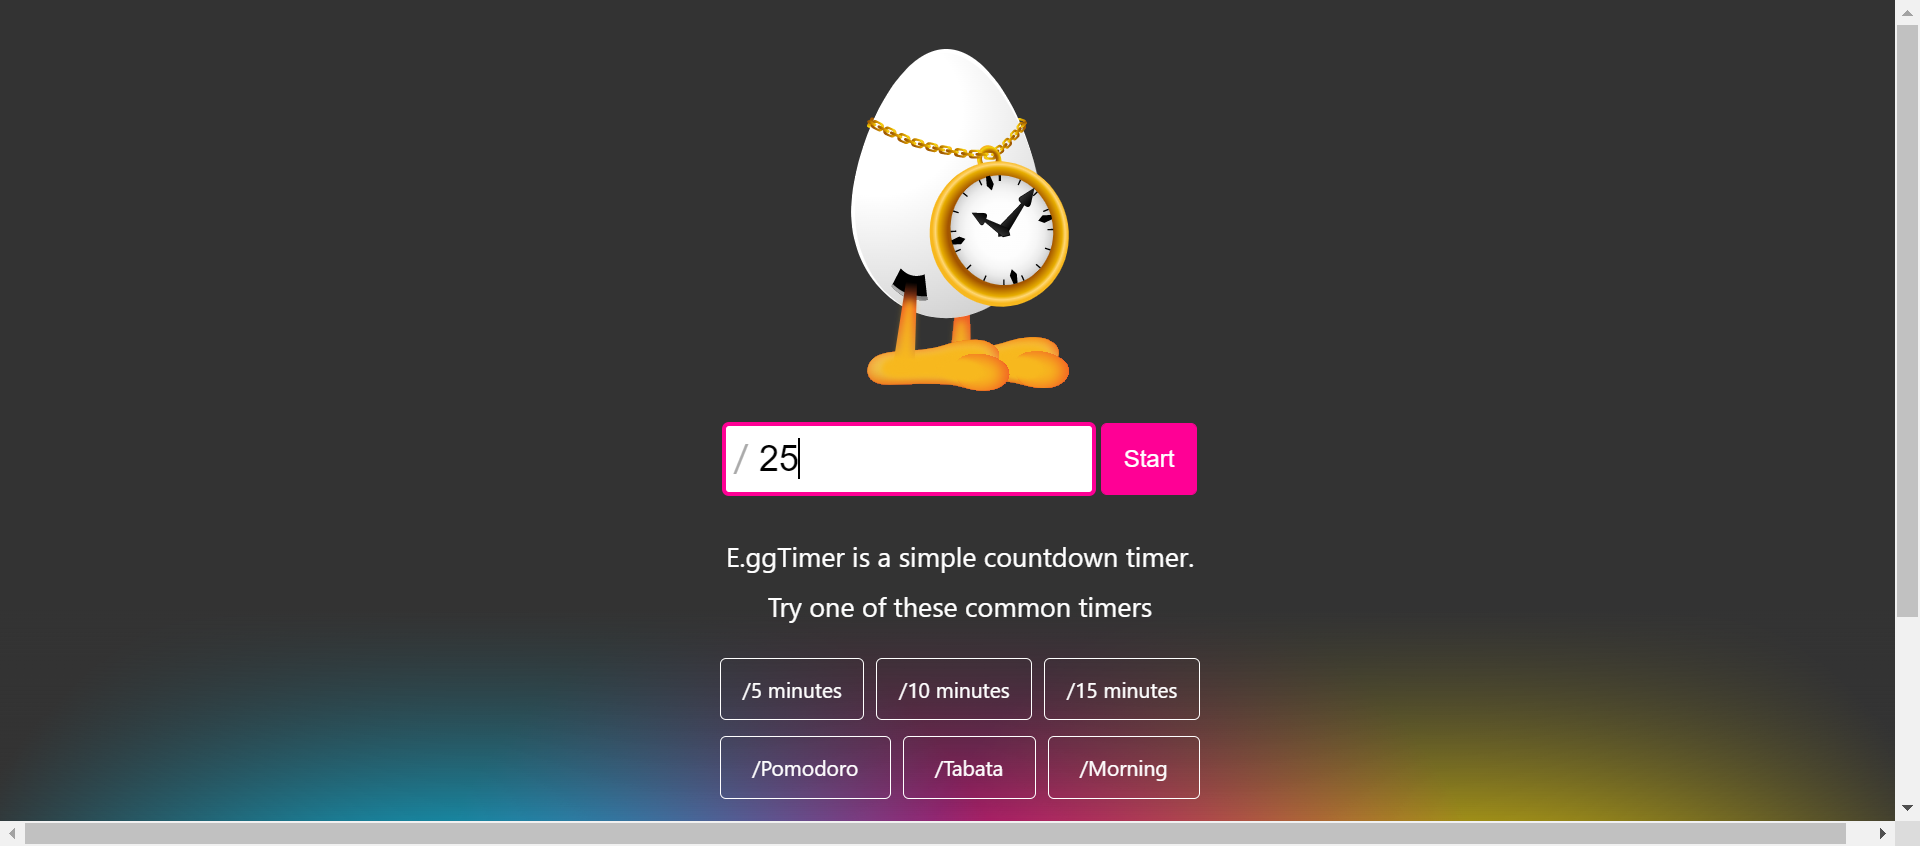 / 25
Start
E.ggTimer is a simple countdown timer.
Try one of these common timers
/5 minutes
/10 minutes
/15 minutes
/Pomodoro
/Tabata
/Morning